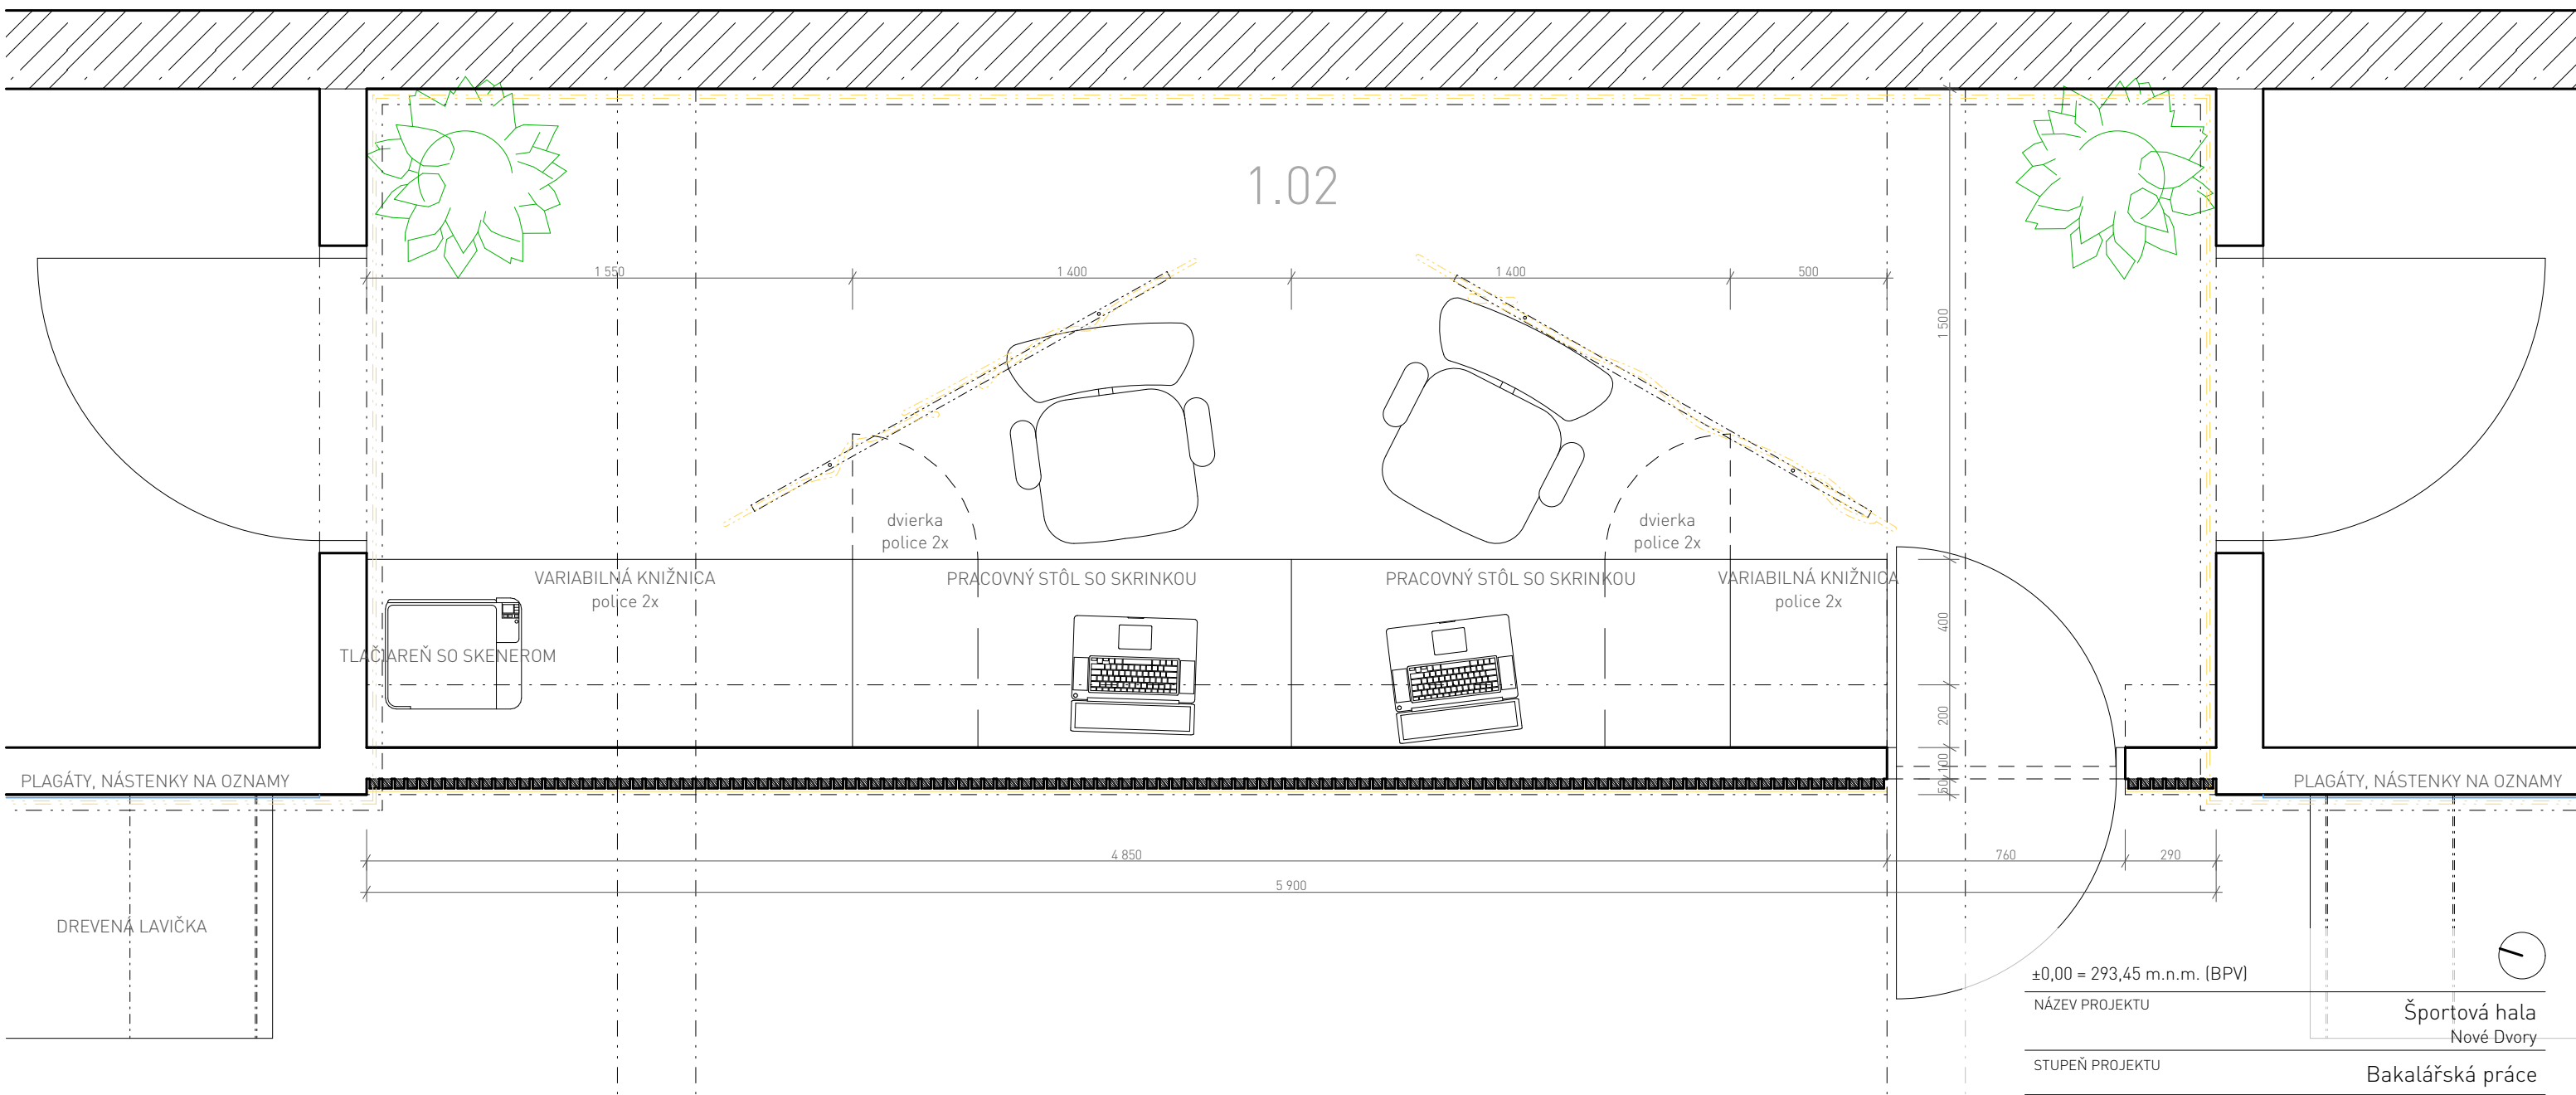 1.02
1 550
1 400
1 400
500
1 500
dvierka
police 2x
dvierka
police 2x
VARIABILNÁ KNIŽNICA
police 2x
PRACOVNÝ STÔL SO SKRINKOU
PRACOVNÝ STÔL SO SKRINKOU
VARIABILNÁ KNIŽNICA
police 2x
400
TLAČIAREŇ SO SKENEROM
200
100
50
PLAGÁTY, NÁSTENKY NA OZNAMY
PLAGÁTY, NÁSTENKY NA OZNAMY
4 850
760
290
5 900
DREVENÁ LAVIČKA
±0,00 = 293,45 m.n.m. (BPV)
NÁZEV PROJEKTU
Športová hala
Nové Dvory
STUPEŇ PROJEKTU
Bakalářská práce